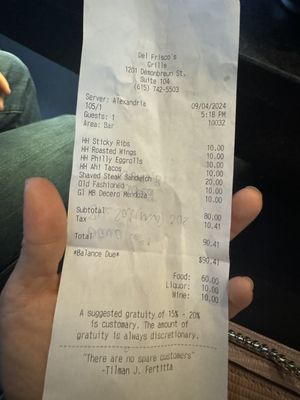 Del Frisco's
Grille
1201 Demonbreun St.
Suite 104
(615) 742-5503
Server: Alexandria 09/04/2024
105/1 5:18 PM
Guests: 1 10032
Area: Bar
HH Sticky Ribs 10.00
HH Roasted Wings 10.00
HH Philly Eggrolls 10.00
HH Ahi Tacos 10.00
Shaved Steak Sandwich 20.00
Old Fashioned 10.00
Gl MB Decero Mendoza 10.00
Subtotal 80.00
Tax 10.41
Total 90.41
*Balance Due* $90.41
Food: 60.00
Liquor: 10.00
Wine: 10.00
A suggested gratuity of 15% - 20%
is customary. The amount of
gratuity is always discretionary.
"There are no spare customers"
-Tilman J. Fertitta